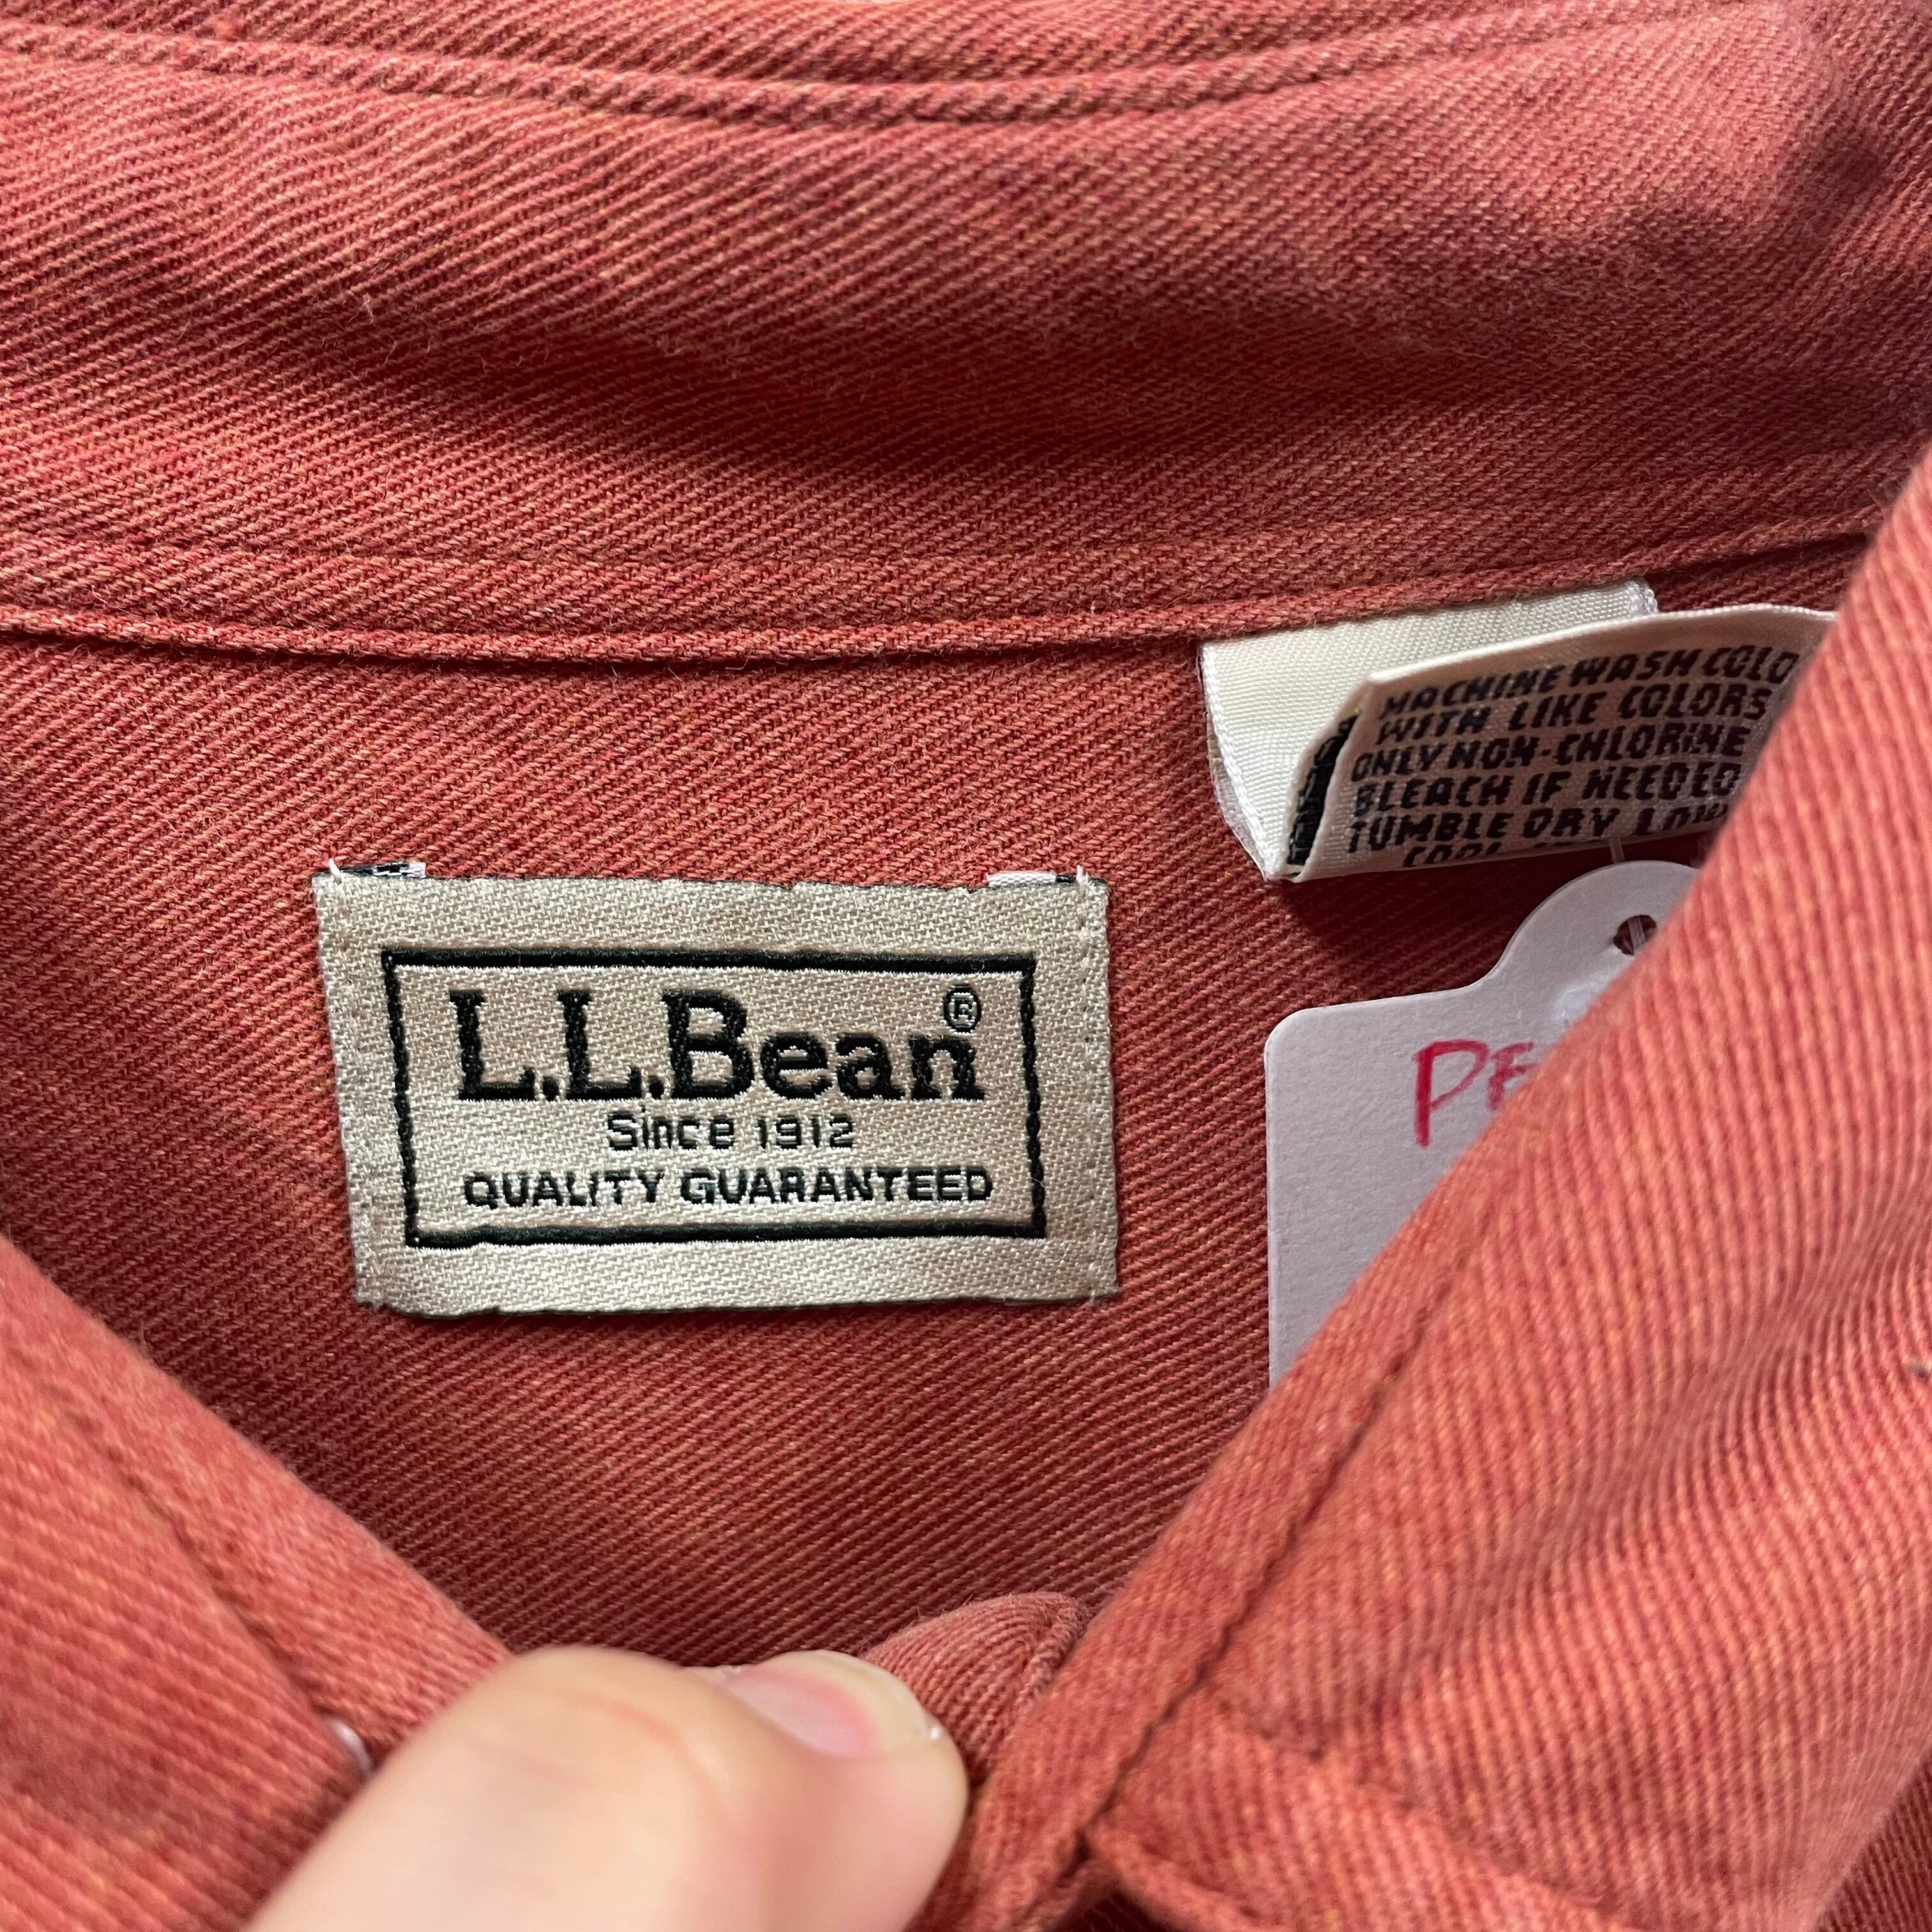 MACHINE WASH COLD
WITH LIKE COLORS
ONLY NON-CHLORINE
BLEACH IF NEEDED
TUMBLE DRY LOW
L.L.Bean®
Since 1912
QUALITY GUARANTEED